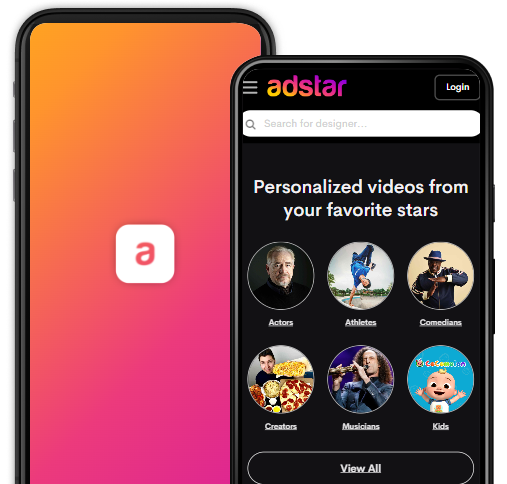 a
adstar
Login
Search for designer...
Personalized videos from
your favorite stars
Actors
Athletes
Comedians
Creators
Musicians
Kids
View All